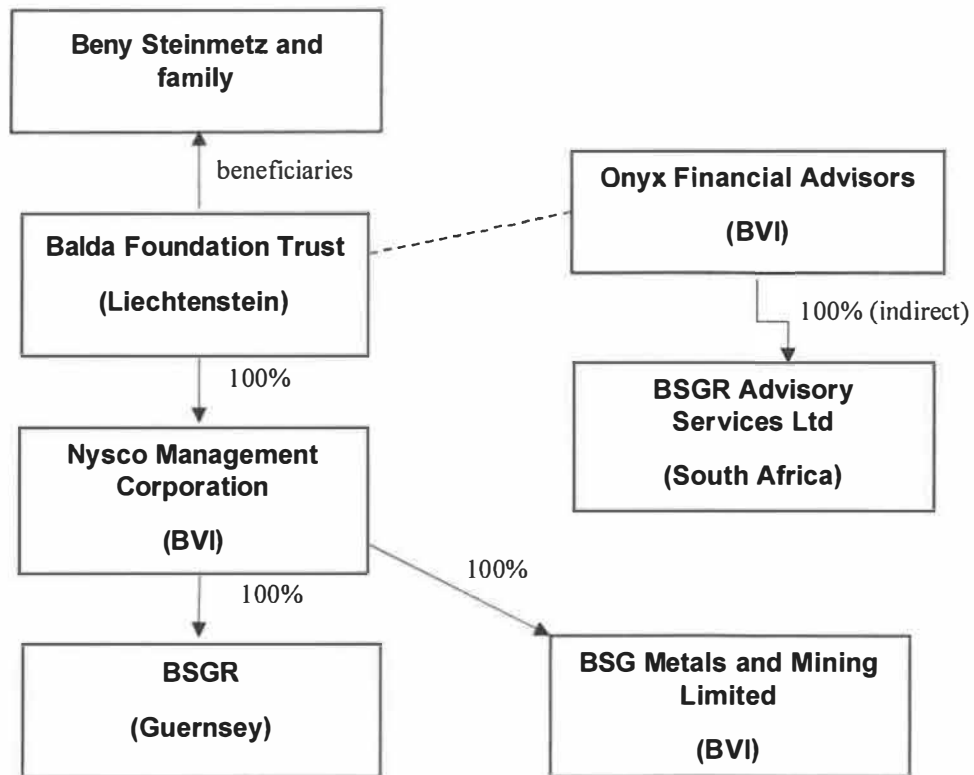 Beny Steinmetz and
family
beneficiaries
Onyx Financial Advisors
(BVI)
Balda Foundation Trust
(Liechtenstein)
100% (indirect)
100%
BSGR Advisory
Services Ltd
(South Africa)
Nysco Management
Corporation
(BVI)
100%
100%
BSGR
(Guernsey)
BSG Metals and Mining
Limited
(BVI)